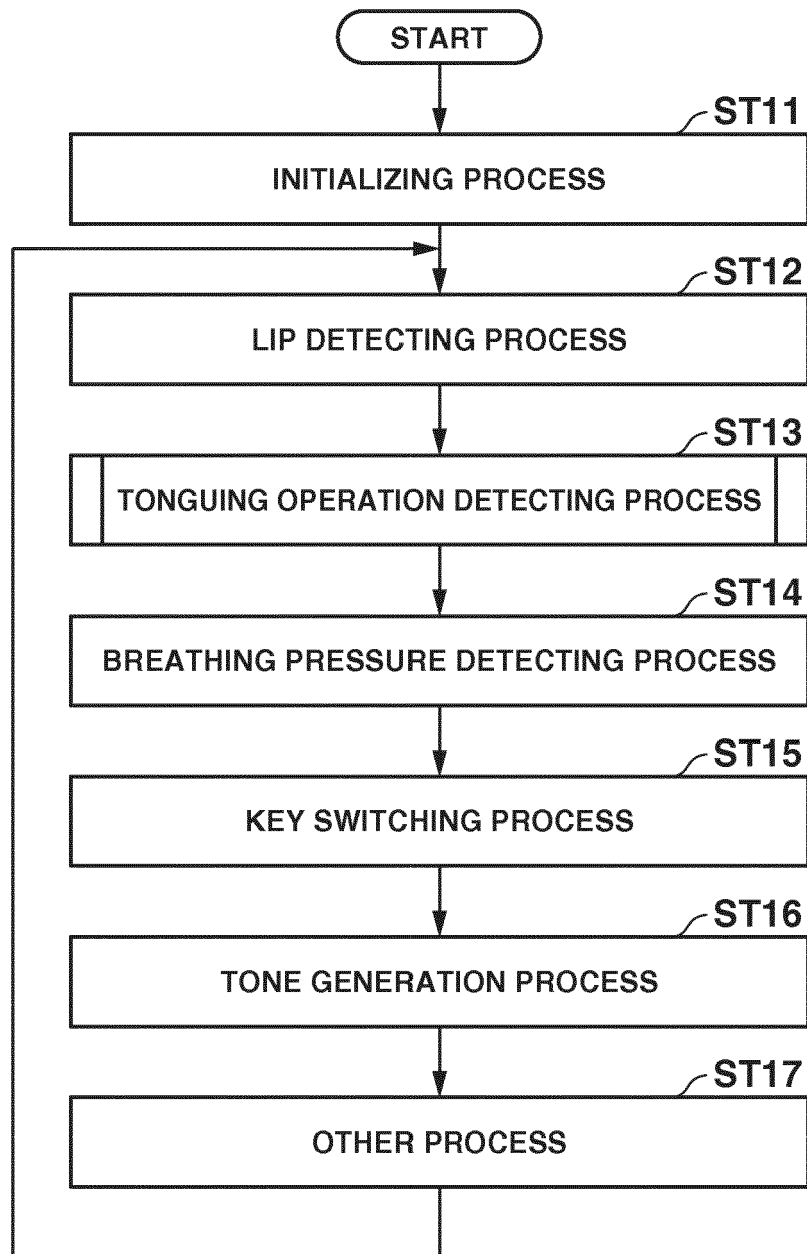 START
ST11
INITIALIZING PROCESS
ST12
LIP DETECTING PROCESS
ST13
TONGUING OPERATION DETECTING PROCESS
ST14
BREATHING PRESSURE DETECTING PROCESS
ST15
KEY SWITCHING PROCESS
ST16
TONE GENERATION PROCESS
ST17
OTHER PROCESS